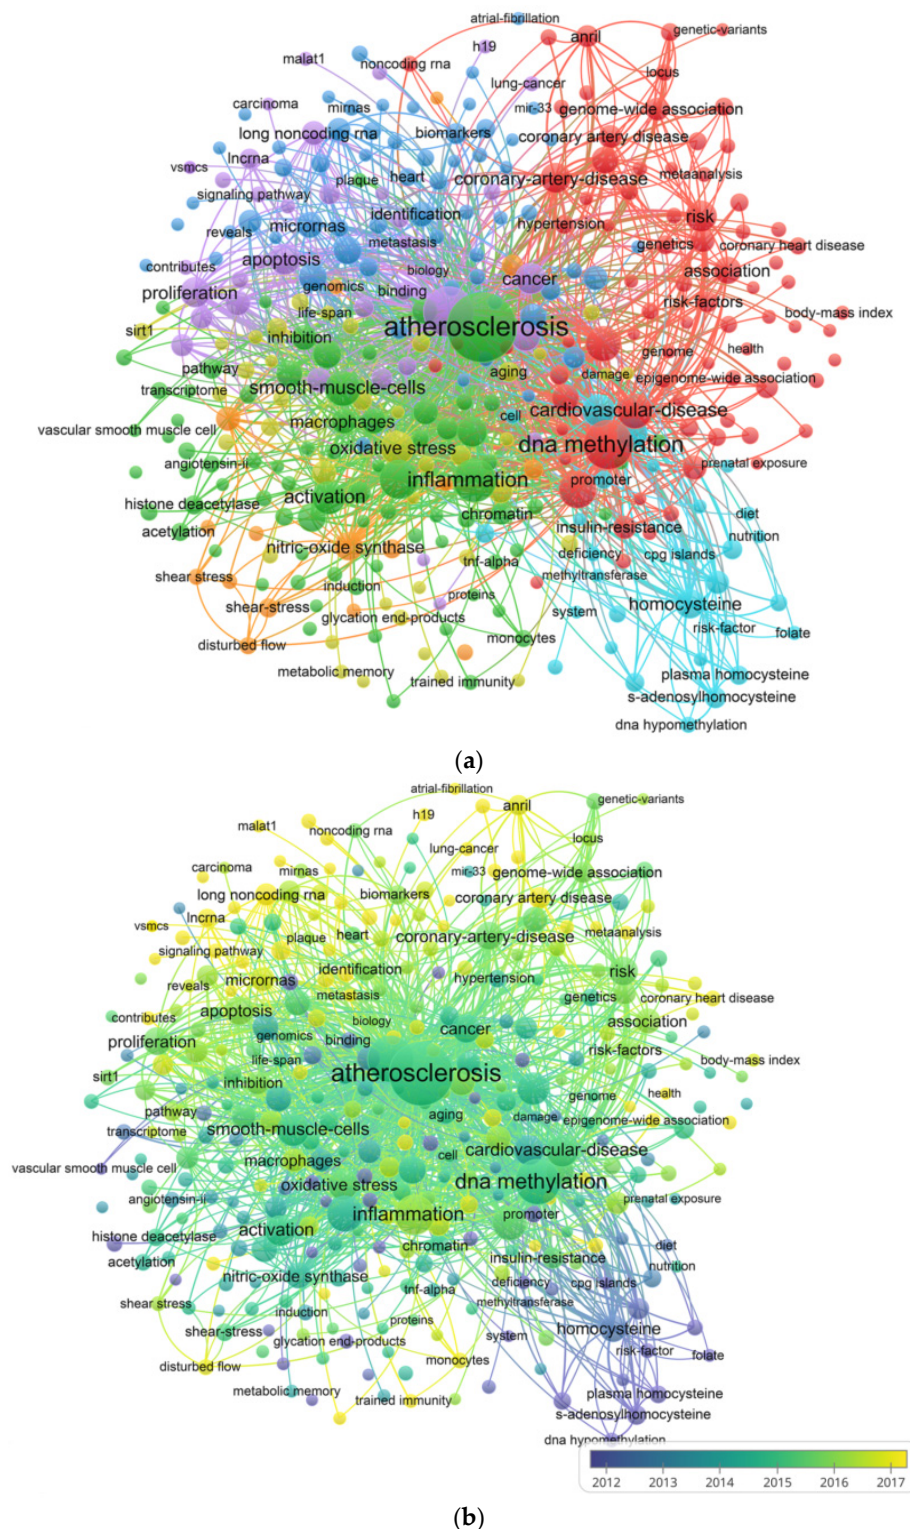 atrial-fibrillation
anril
genetic-variants
malat1
noncoding rna
h19
locus
lung-cancer
carcinoma
mirnas
mir-33
genome-wide association
long noncoding rna
biomarkers
coronary artery disease
lncrna
vsmcs
plaque
heart
coronary-artery-disease
metaanalysis
signaling pathway
identification
risk
reveals
micrornas
hypertension
metastasis
genetics
coronary heart disease
contributes
apoptosis
biology
cancer
association
proliferation
genomics
binding
risk-factors
life-span
body-mass index
sirt1
inhibition
atherosclerosis
genome
health
pathway
aging
damage
epigenome-wide association
transcriptome
smooth-muscle-cells
cell
cardiovascular-disease
vascular smooth muscle cell
macrophages
oxidative stress
dna methylation
angiotensin-ii
prenatal exposure
inflammation
promoter
activation
histone deacetylase
chromatin
diet
acetylation
insulin-resistance
nutrition
nitric-oxide synthase
tnf-alpha
deficiency
cpg islands
shear stress
induction
methyltransferase
proteins
shear-stress
glycation end-products
system
homocysteine
risk-factor
folate
disturbed flow
monocytes
metabolic memory
trained immunity
plasma homocysteine
s-adenosylhomocysteine
dna hypomethylation
(a)
atrial-fibrillation
anril
genetic-variants
malat1
noncoding rna
h19
locus
lung-cancer
carcinoma
mirnas
mir-33
genome-wide association
long noncoding rna
biomarkers
coronary artery disease
lncrna
vsmcs
plaque
heart
coronary-artery-disease
metaanalysis
signaling pathway
identification
risk
reveals
micrornas
hypertension
metastasis
genetics
coronary heart disease
contributes
apoptosis
biology
cancer
association
proliferation
genomics
binding
risk-factors
life-span
body-mass index
sirt1
inhibition
atherosclerosis
genome
health
pathway
aging
damage
epigenome-wide association
transcriptome
smooth-muscle-cells
cell
cardiovascular-disease
vascular smooth muscle cell
macrophages
oxidative stress
dna methylation
angiotensin-ii
prenatal exposure
inflammation
promoter
activation
histone deacetylase
chromatin
diet
acetylation
insulin-resistance
nutrition
nitric-oxide synthase
tnf-alpha
deficiency
cpg islands
shear stress
induction
methyltransferase
proteins
shear-stress
glycation end-products
system
homocysteine
risk-factor
folate
disturbed flow
monocytes
metabolic memory
trained immunity
plasma homocysteine
s-adenosylhomocysteine
dna hypomethylation
2012 2013 2014 2015 2016 2017
(b)